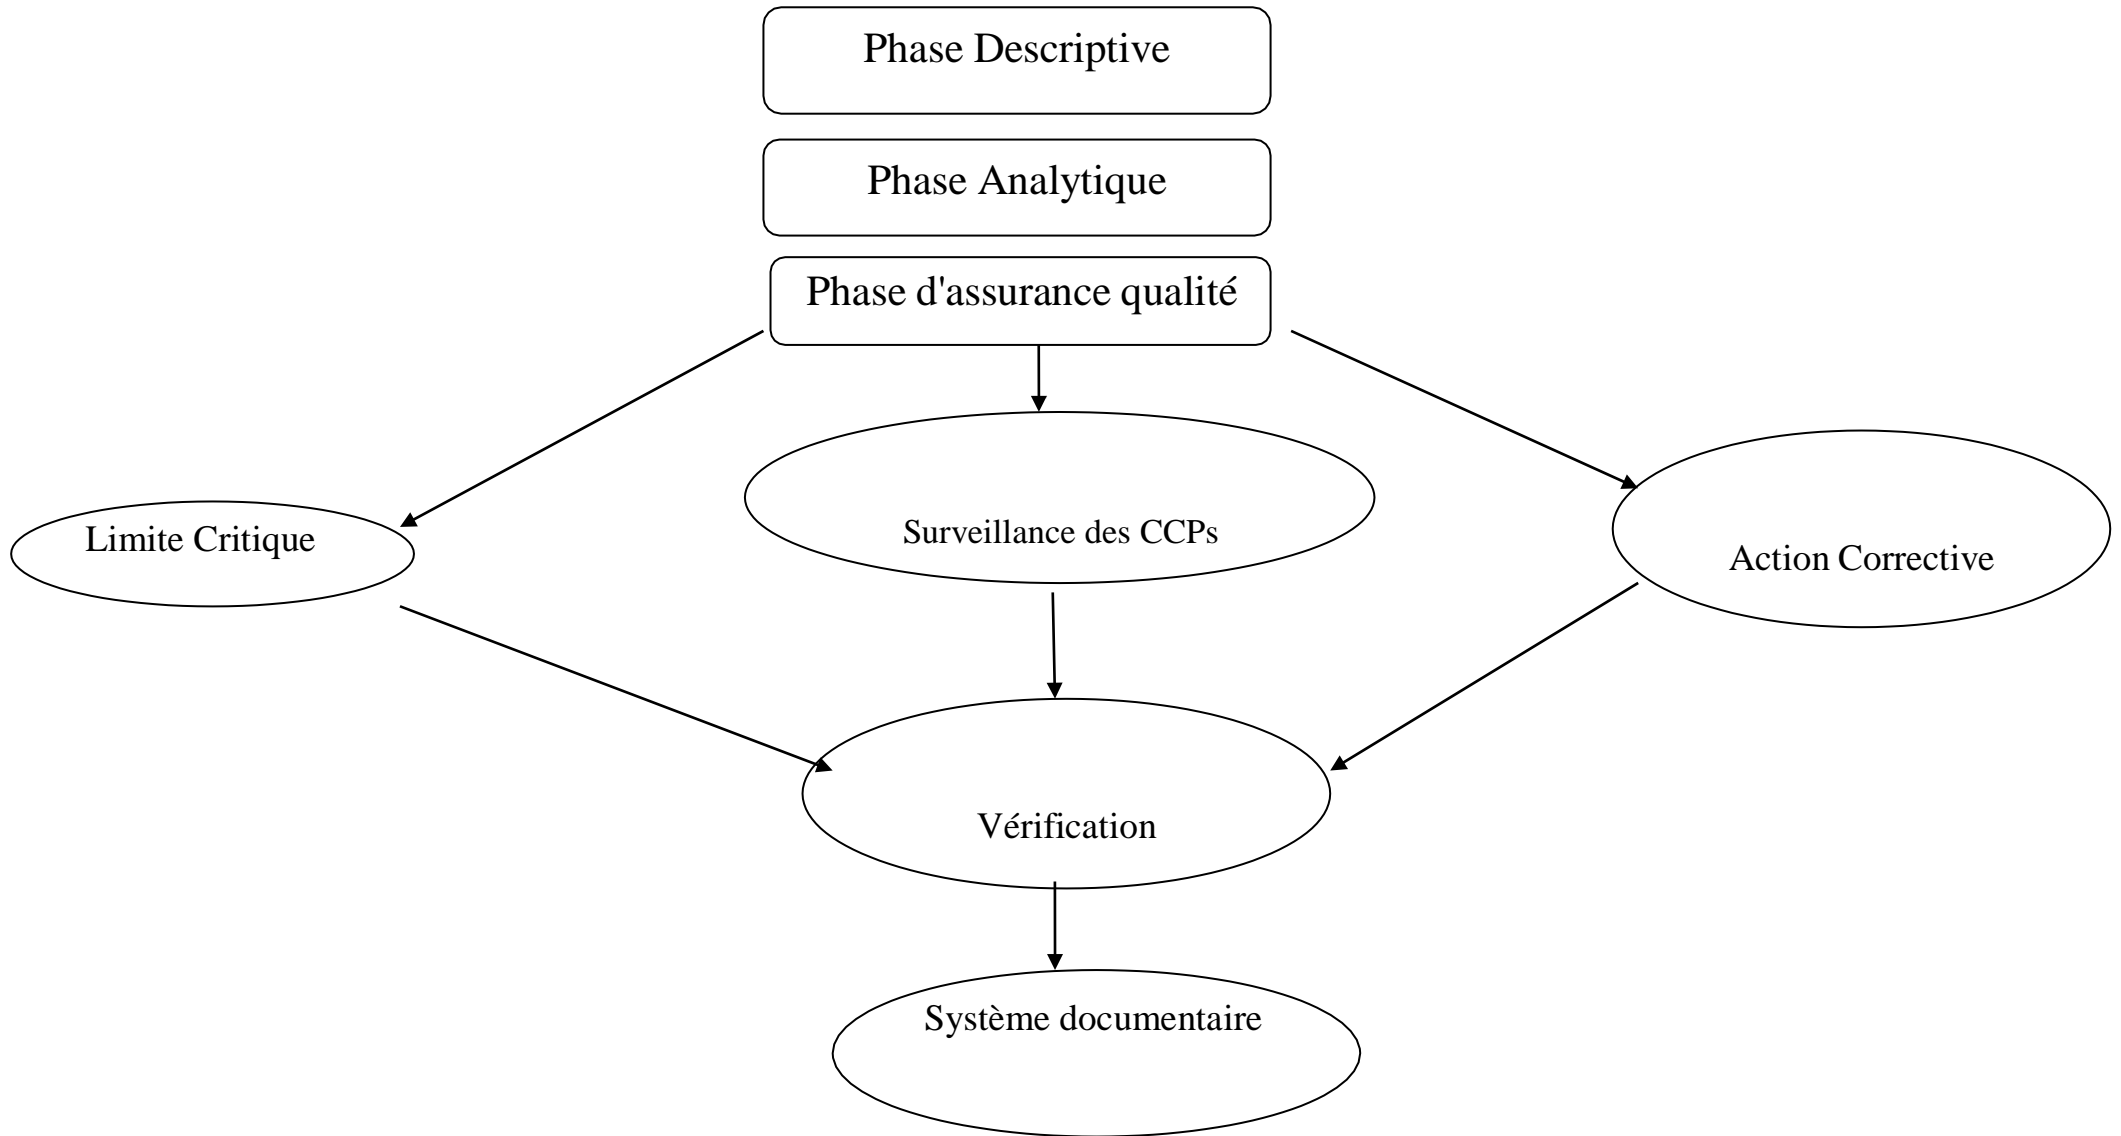 Phase Descriptive
Phase Analytique
Phase d'assurance qualité
Limite Critique
Surveillance des CCPs
Action Corrective
Vérification
Système documentaire